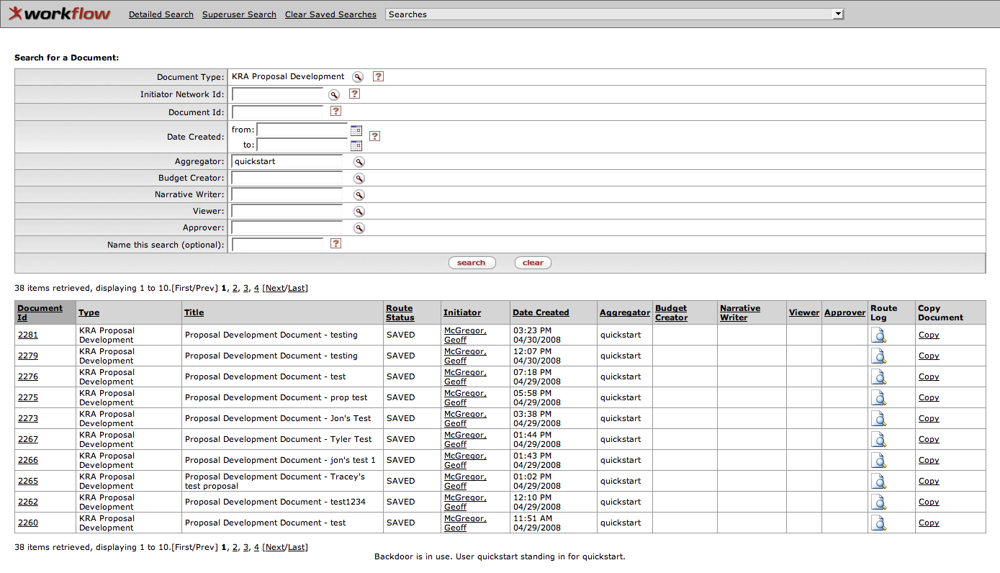 workflow Detailed Search Superuser Search Clear Saved Searches Searches
Search for a Document:
Document Type: KRA Proposal Development ?
Initiator Network Id: ?
Document Id: ?
Date Created: from: ?
to:
Aggregator: quickstart
Budget Creator:
Narrative Writer:
Viewer:
Approver:
Name this search (optional): ?
search clear
38 items retrieved, displaying 1 to 10.[First/Prev] 1, 2, 3, 4 [Next/Last]
Document Id Type Title Route Status Initiator Date Created Aggregator Budget Creator Narrative Writer Viewer Approver Route Log Copy Document
2281 KRA Proposal Development Proposal Development Document - testing SAVED McGregor, Geoff 03:23 PM 04/30/2008 quickstart Copy
2279 KRA Proposal Development Proposal Development Document - testing SAVED McGregor, Geoff 12:07 PM 04/30/2008 quickstart Copy
2276 KRA Proposal Development Proposal Development Document - test SAVED McGregor, Geoff 07:18 PM 04/29/2008 quickstart Copy
2275 KRA Proposal Development Proposal Development Document - prop test SAVED McGregor, Geoff 05:58 PM 04/29/2008 quickstart Copy
2273 KRA Proposal Development Proposal Development Document - Jon's Test SAVED McGregor, Geoff 03:38 PM 04/29/2008 quickstart Copy
2267 KRA Proposal Development Proposal Development Document - Tyler Test SAVED McGregor, Geoff 01:44 PM 04/29/2008 quickstart Copy
2266 KRA Proposal Development Proposal Development Document - jon's test 1 SAVED McGregor, Geoff 01:43 PM 04/29/2008 quickstart Copy
2265 KRA Proposal Development Proposal Development Document - Tracey's test proposal SAVED McGregor, Geoff 01:02 PM 04/29/2008 quickstart Copy
2262 KRA Proposal Development Proposal Development Document - test1234 SAVED McGregor, Geoff 12:10 PM 04/29/2008 quickstart Copy
2260 KRA Proposal Development Proposal Development Document - test SAVED McGregor, Geoff 11:51 AM 04/29/2008 quickstart Copy
38 items retrieved, displaying 1 to 10.[First/Prev] 1, 2, 3, 4 [Next/Last]
Backdoor is in use. User quickstart standing in for quickstart.